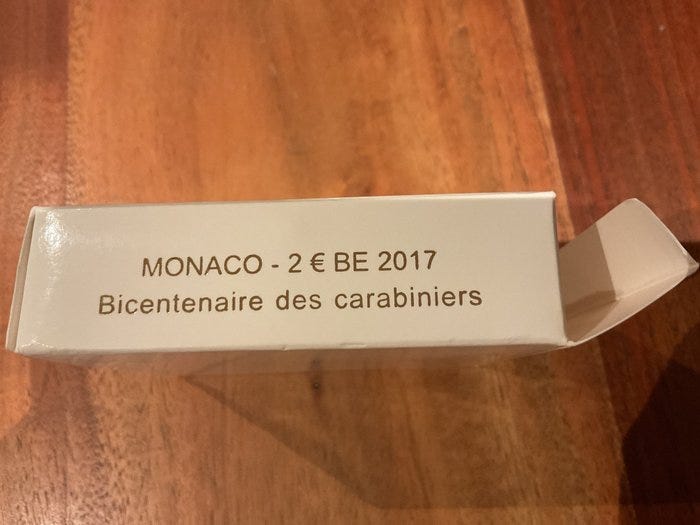 MONACO - 2 € BE 2017
Bicentenaire des carabiniers